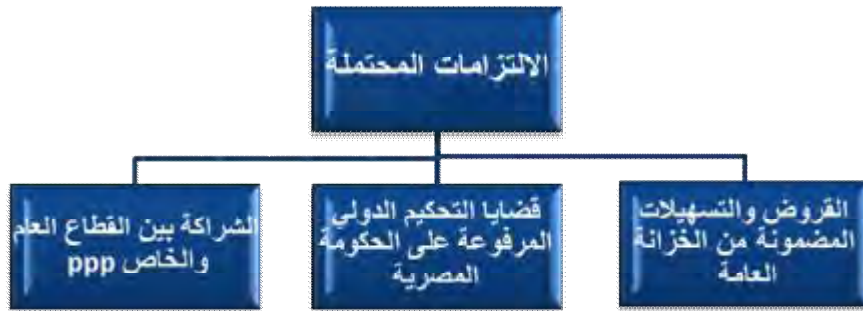 الالتزامات المحتملة
القروض والتسهيلات
المضمونة من الخزانة
العامة
قضايا التحكيم الدولي
المرفوعة على الحكومة
المصرية
الشراكة بين القطاع العام
والخاص ppp